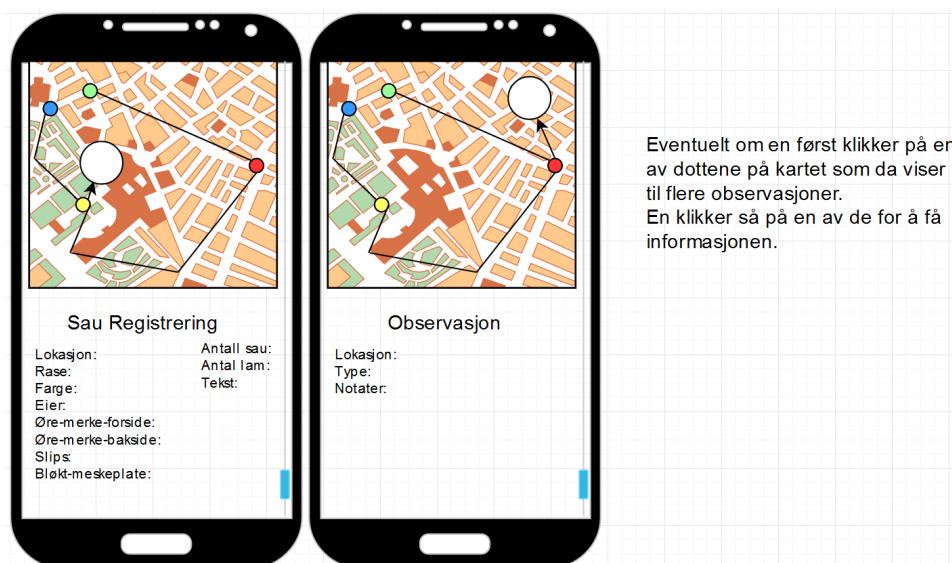 Sau Registrering
Lokasjon:
Rase:
Farge:
Eier:
Øre-merke-forside:
Øre-merke-bakside:
Slips:
Bløkt-meskeplate:
Antall sau:
Antal lam:
Tekst:
Observasjon
Lokasjon:
Type:
Notater:
Eventuelt om en først klikker på en
av dottene på kartet som da viser
til flere observasjoner.
En klikker så på en av de for å få
informasjonen.